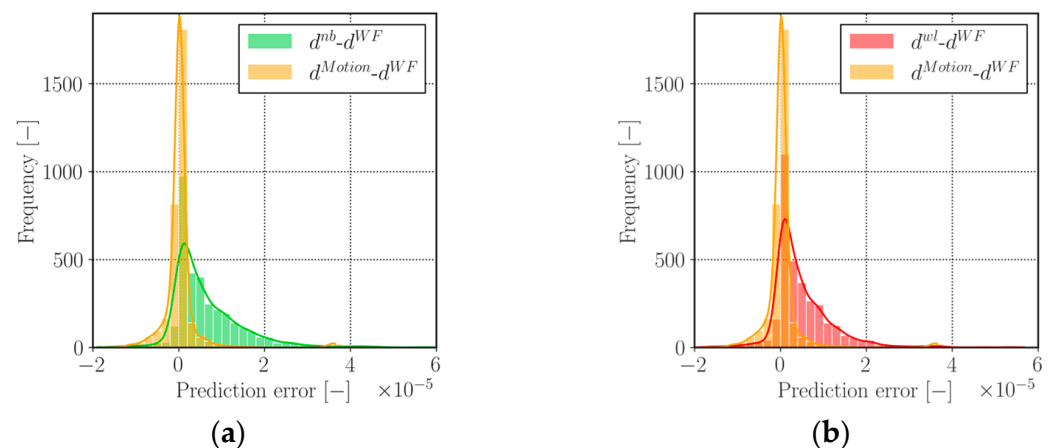 d^{nb}-d^{WF}
d^{Motion}-d^{WF}
1500
1000
500
0
Frequency [−]
−2
0
2
4
6
Prediction error [−]
×10^{-5}
(a)
d^{wl}-d^{WF}
d^{Motion}-d^{WF}
1500
1000
500
0
Frequency [−]
−2
0
2
4
6
Prediction error [−]
×10^{-5}
(b)